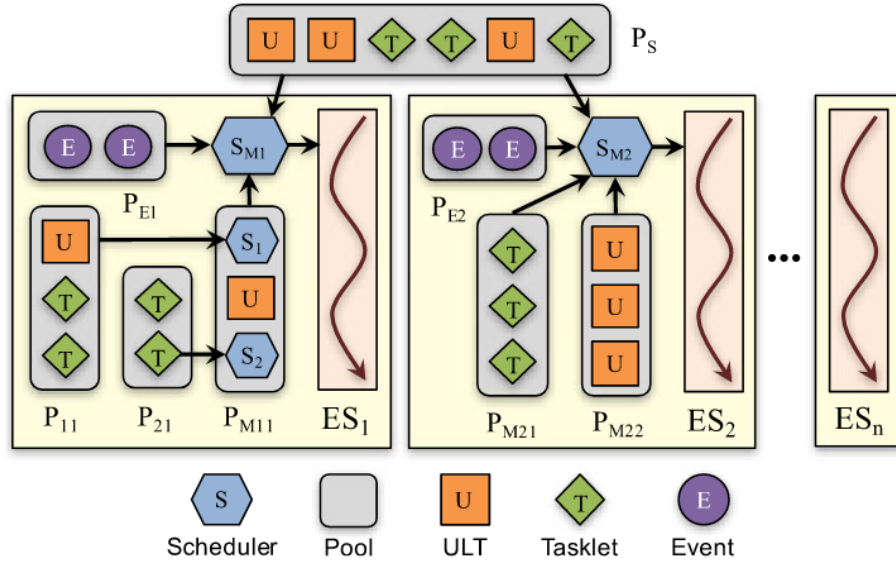 U U T T U T P_S
E E S_M1
P_E1
U S_1
T T U
T T S_2
P_11 P_21 P_M11 ES_1
E E S_M2
P_E2
T U
T U
T U
P_M21 P_M22 ES_2
...
ES_n
S U T E
Scheduler Pool ULT Tasklet Event